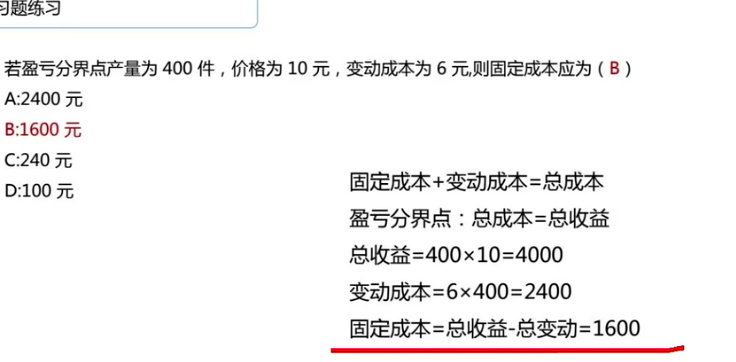 习题练习
若盈亏分界点产量为 400 件，价格为 10 元，变动成本为 6 元,则固定成本应为（ B ）
A:2400 元
B:1600 元
C:240 元
D:100 元
固定成本+变动成本=总成本
盈亏分界点：总成本=总收益
总收益=400×10=4000
变动成本=6×400=2400
固定成本=总收益-总变动=1600